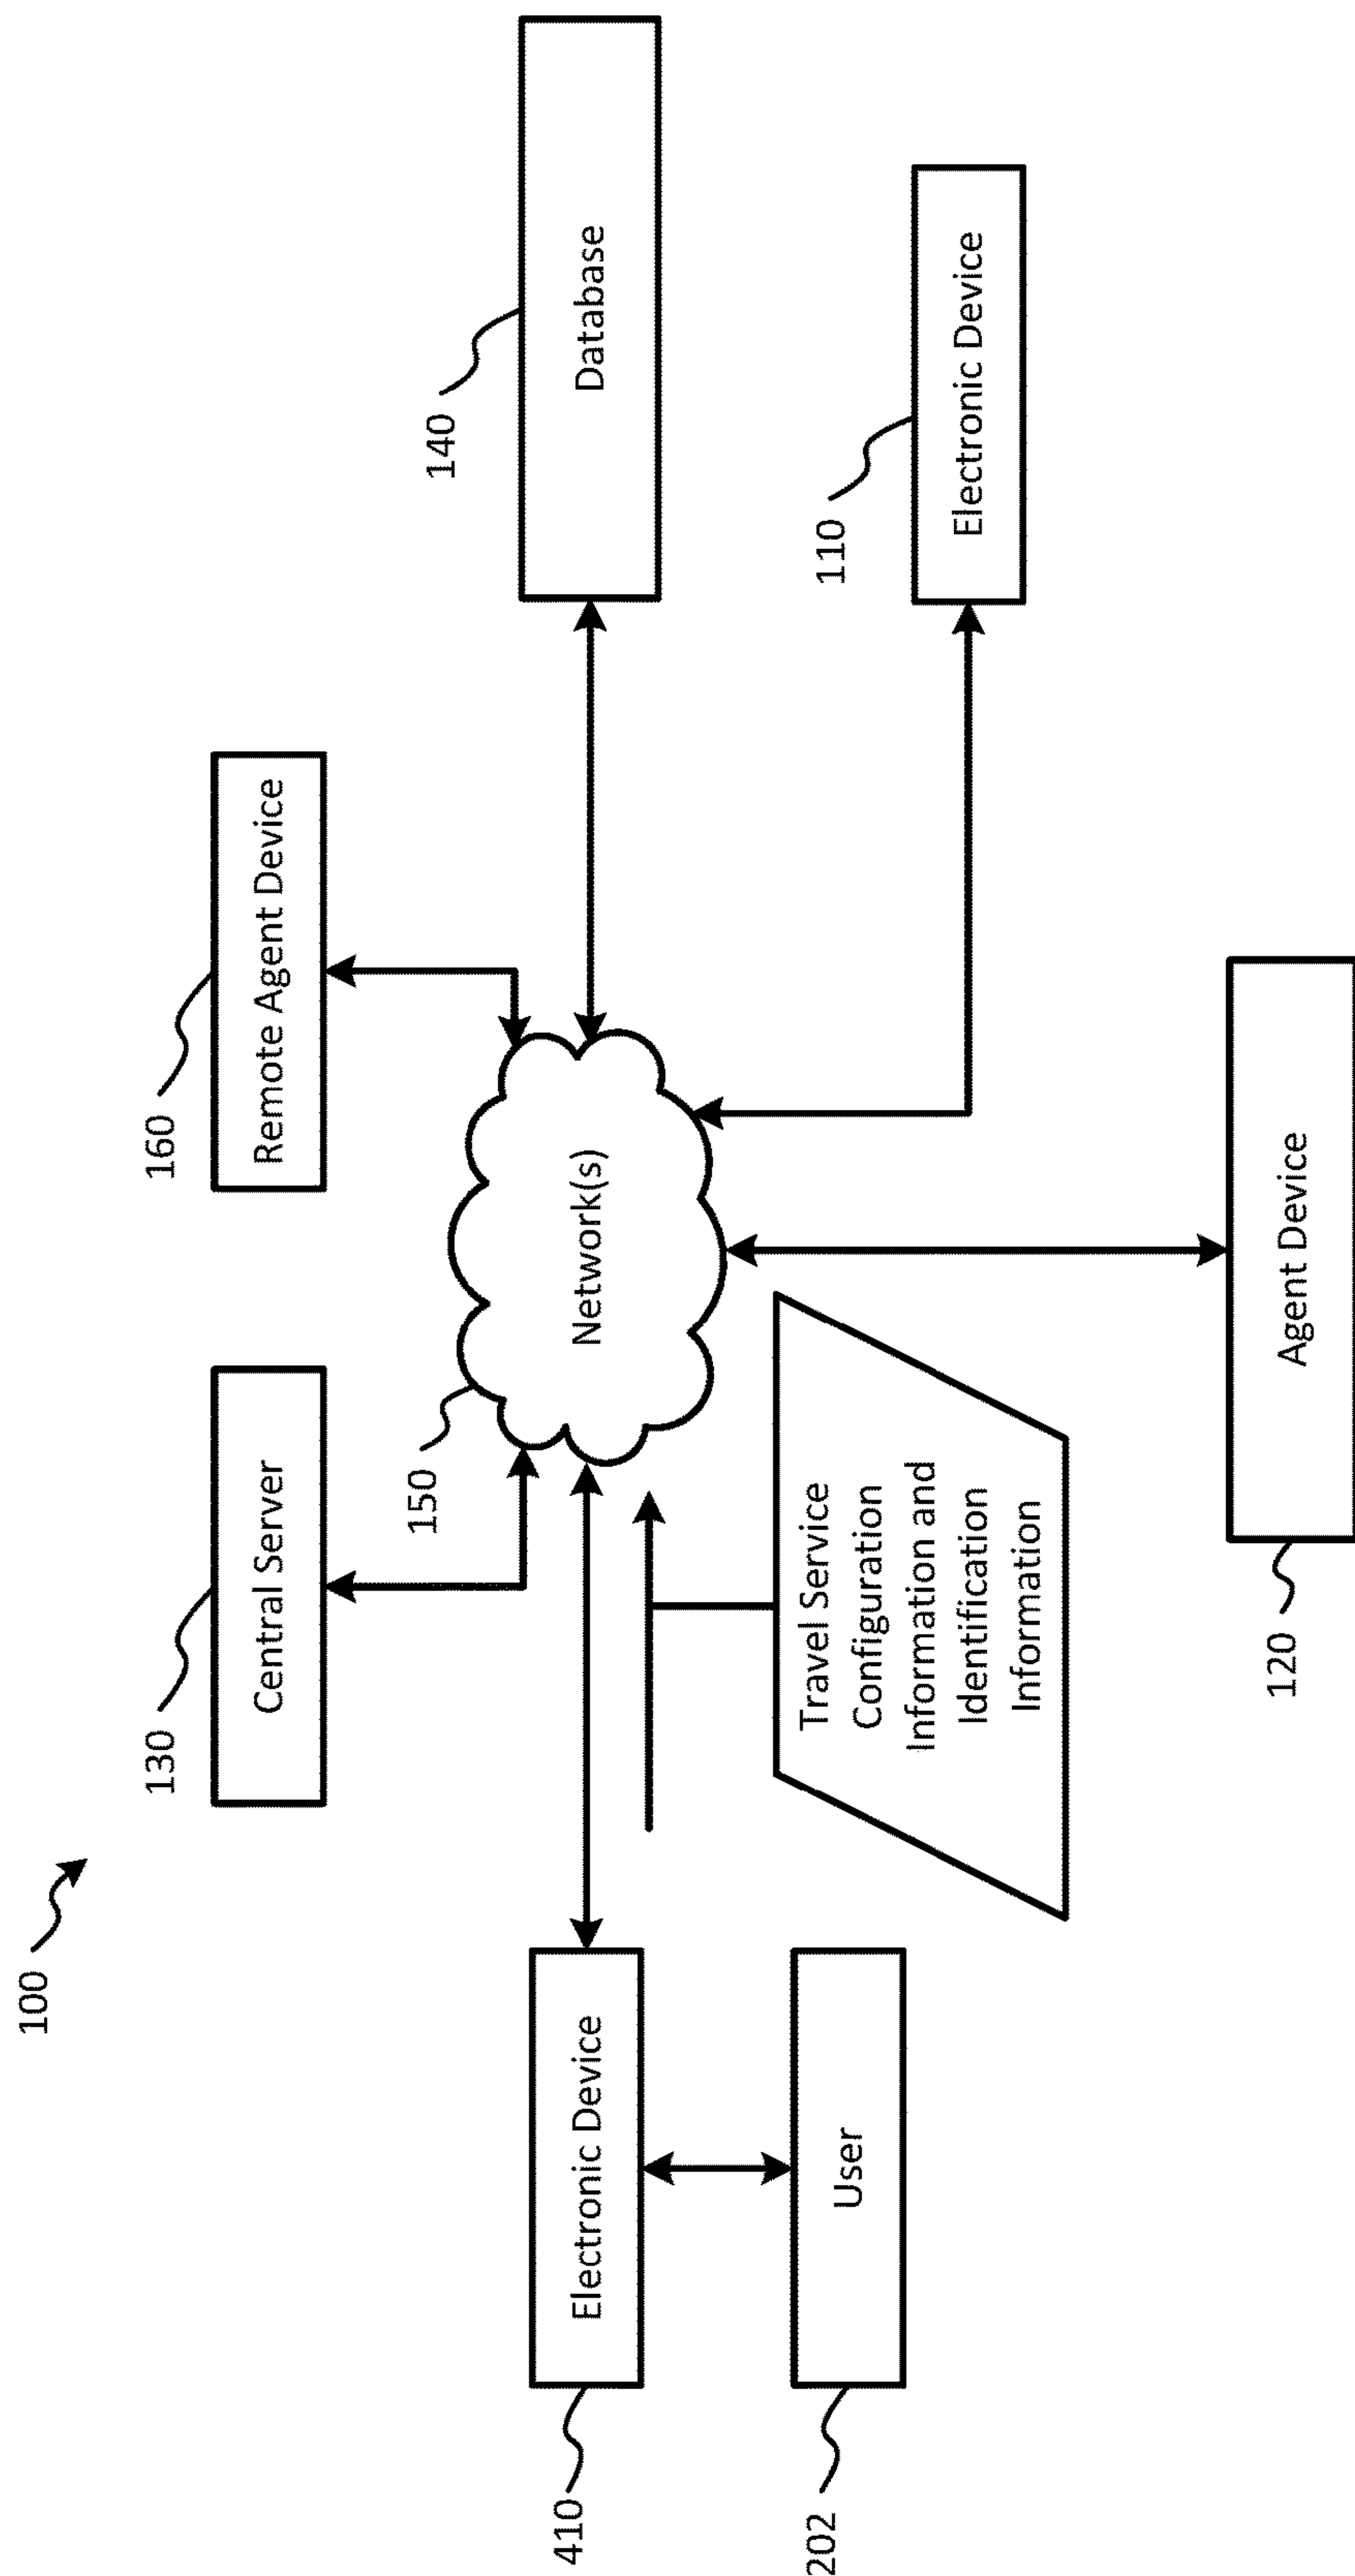 100
130
Central Server
160
Remote Agent Device
150
Network(s)
140
Database
410
Electronic Device
202
User
Travel Service
Configuration
Information and
Identification
Information
110
Electronic Device
120
Agent Device